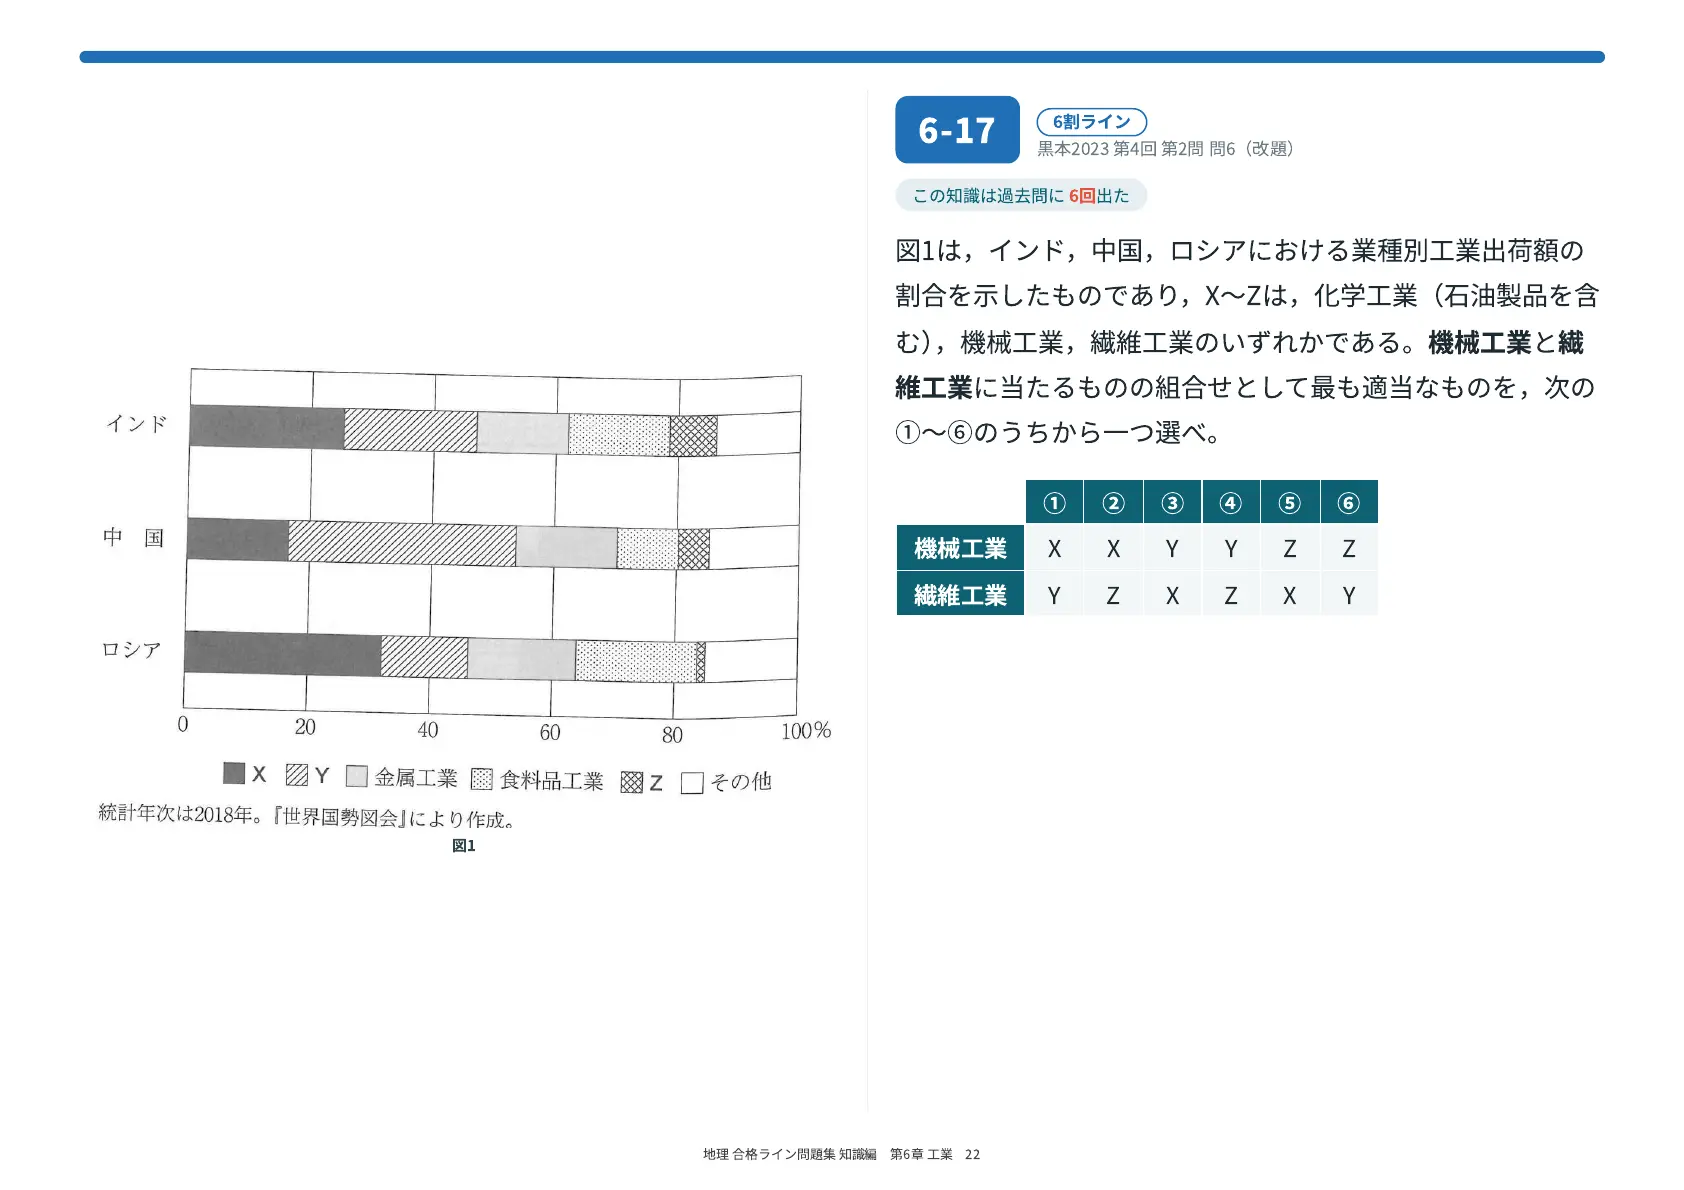 インド
中　国
ロシア
0 20 40 60 80 100%
X Y 金属工業 食料品工業 Z その他
統計年次は2018年。『世界国勢図会』により作成。
図1
6-17
6割ライン
黒本2023 第4回 第2問 問6（改題）
この知識は過去問に 6回出た
図1は，インド，中国，ロシアにおける業種別工業出荷額の
割合を示したものであり，X～Zは，化学工業（石油製品を含
む），機械工業，繊維工業のいずれかである。機械工業と繊
維工業に当たるものの組合せとして最も適当なものを，次の
①～⑥のうちから一つ選べ。
① ② ③ ④ ⑤ ⑥
機械工業 X X Y Y Z Z
繊維工業 Y Z X Z X Y
地理 合格ライン問題集 知識編　第6章 工業　22